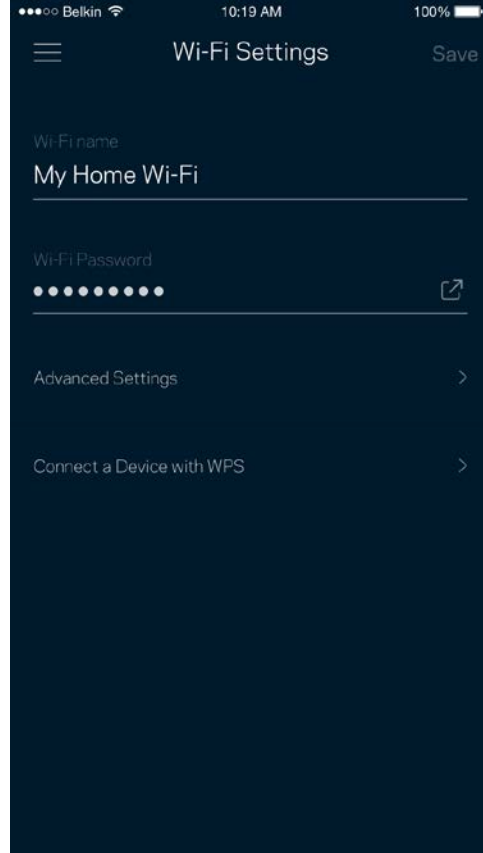 Belkin 10:19 AM 100%
Wi-Fi Settings Save
Wi-Fi name
My Home Wi-Fi
Wi-Fi Password
●●●●●●●●●
Advanced Settings
Connect a Device with WPS